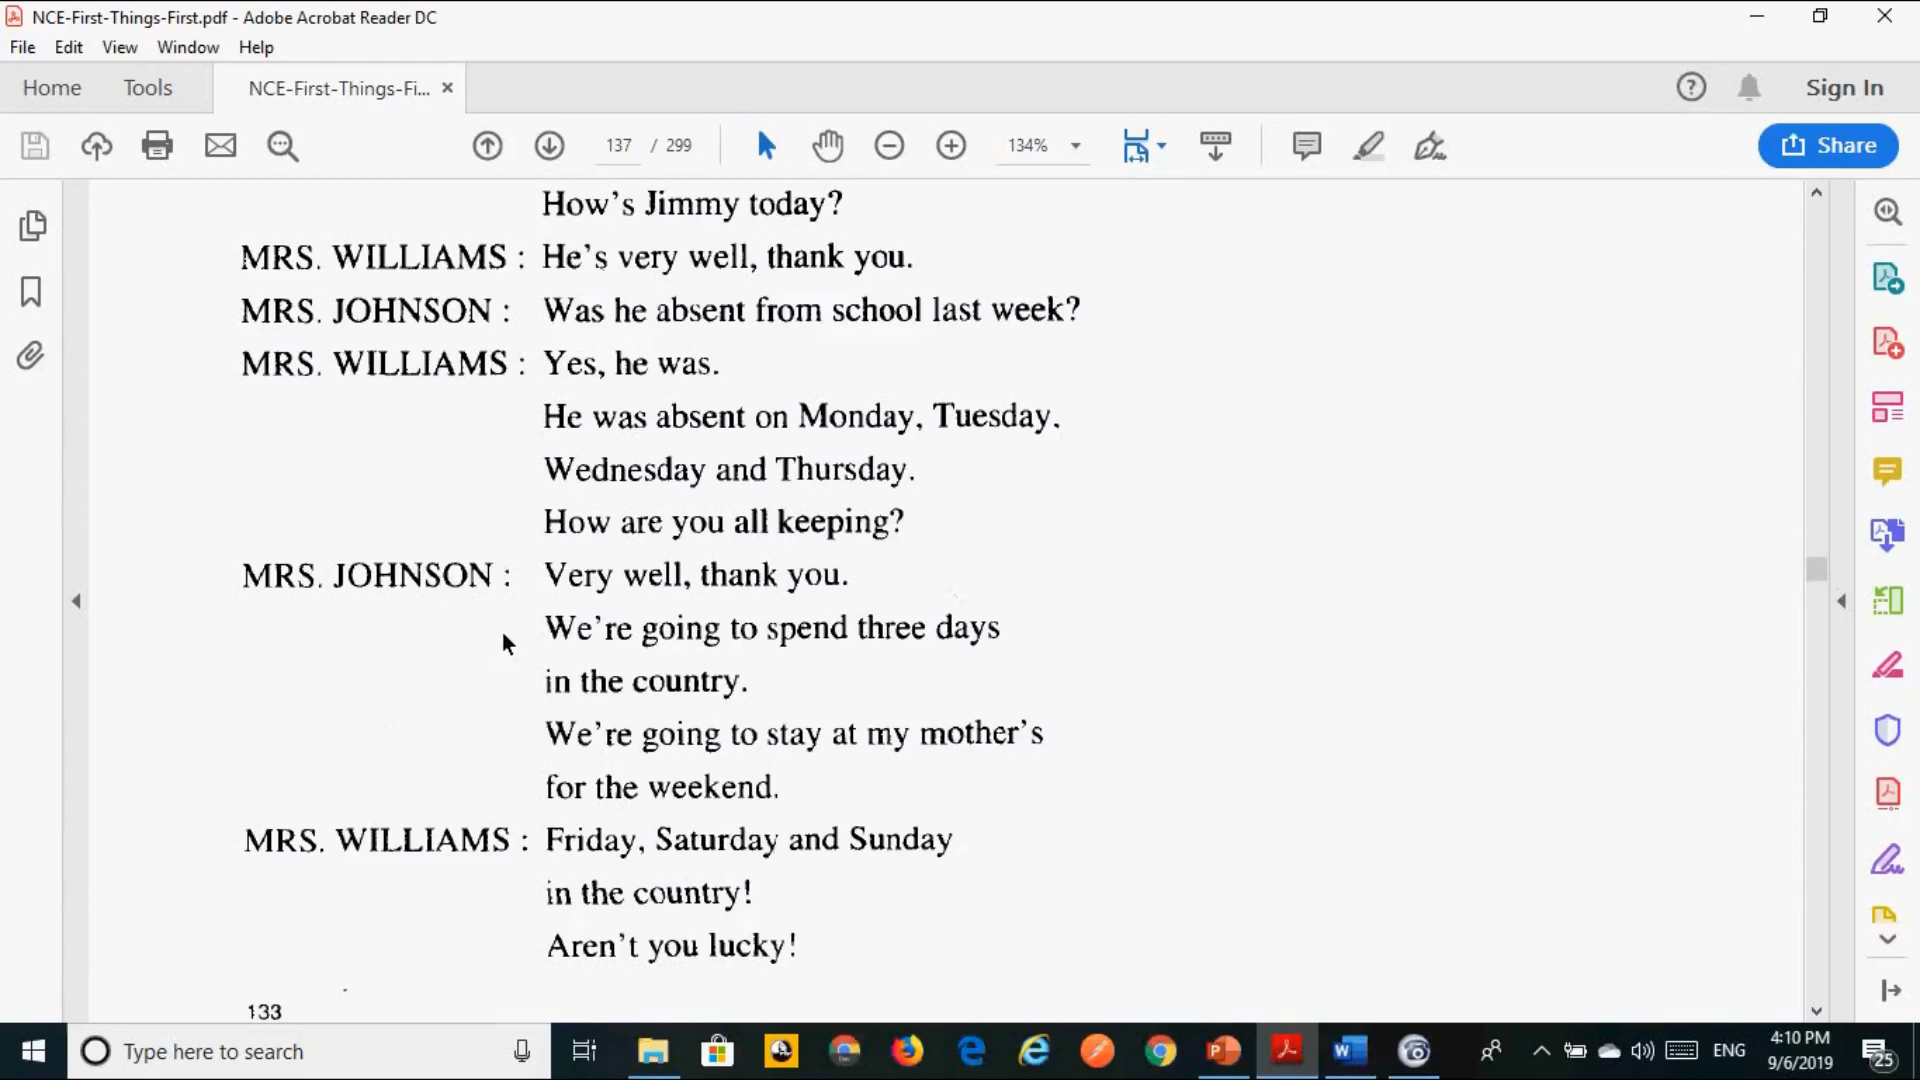 NCE-First-Things-First.pdf - Adobe Acrobat Reader DC
File Edit View Window Help
Home Tools NCE-First-Things-Fi... × Sign In
137 / 299 134% Share
How's Jimmy today?
MRS. WILLIAMS : He's very well, thank you.
MRS. JOHNSON : Was he absent from school last week?
MRS. WILLIAMS : Yes, he was.
He was absent on Monday, Tuesday,
Wednesday and Thursday.
How are you all keeping?
MRS. JOHNSON : Very well, thank you.
We're going to spend three days
in the country.
We're going to stay at my mother's
for the weekend.
MRS. WILLIAMS : Friday, Saturday and Sunday
in the country!
Aren't you lucky!
133
Type here to search ENG 4:10 PM
9/6/2019 25